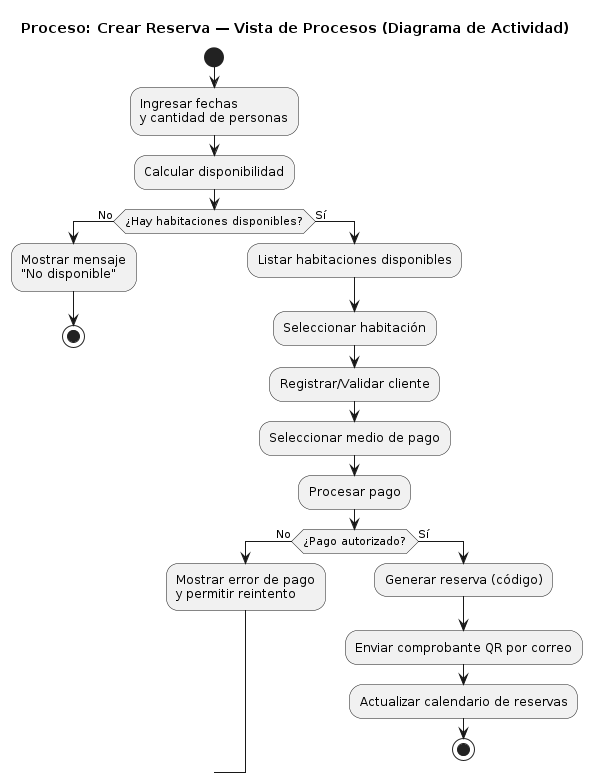 Proceso: Crear Reserva — Vista de Procesos (Diagrama de Actividad)
Ingresar fechas
y cantidad de personas
Calcular disponibilidad
¿Hay habitaciones disponibles?
No
Sí
Mostrar mensaje
"No disponible"
Listar habitaciones disponibles
Seleccionar habitación
Registrar/Validar cliente
Seleccionar medio de pago
Procesar pago
¿Pago autorizado?
No
Sí
Mostrar error de pago
y permitir reintento
Generar reserva (código)
Enviar comprobante QR por correo
Actualizar calendario de reservas